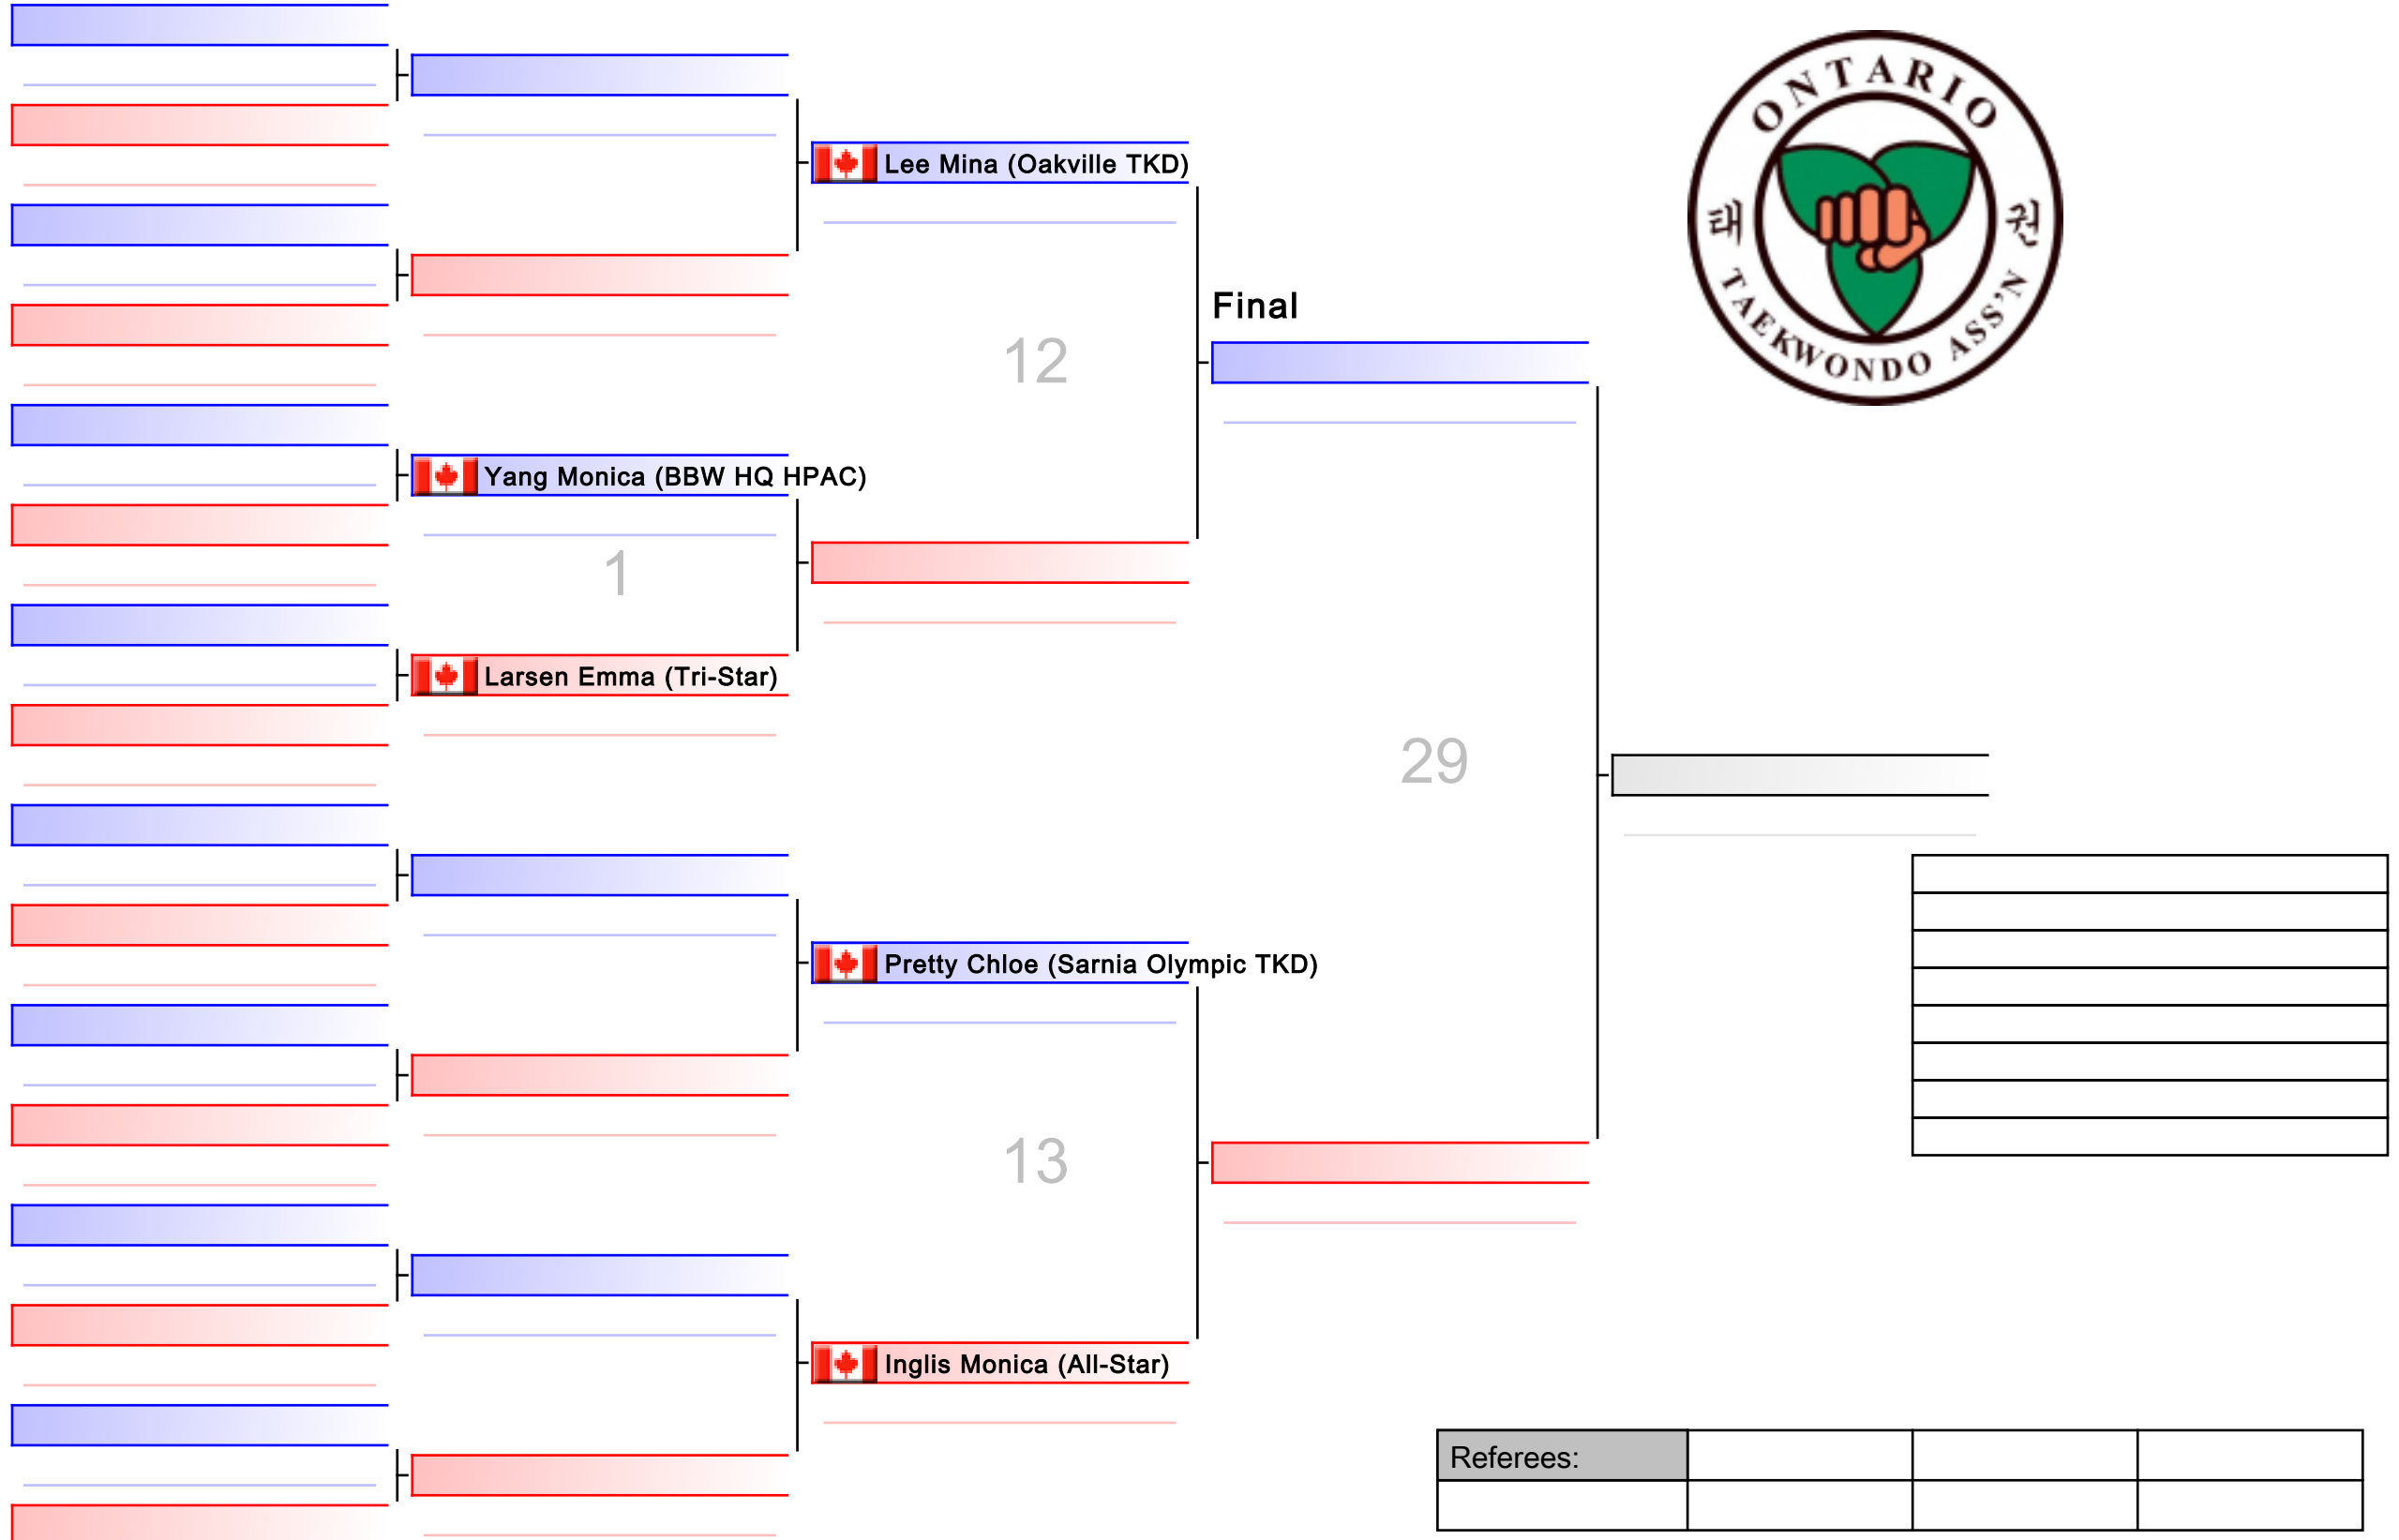 ONTARIO
태 권
TAEKWONDO ASS'N
Lee Mina (Oakville TKD)
Final
12
Yang Monica (BBW HQ HPAC)
1
Larsen Emma (Tri-Star)
29
Pretty Chloe (Sarnia Olympic TKD)
13
Inglis Monica (All-Star)
Referees: